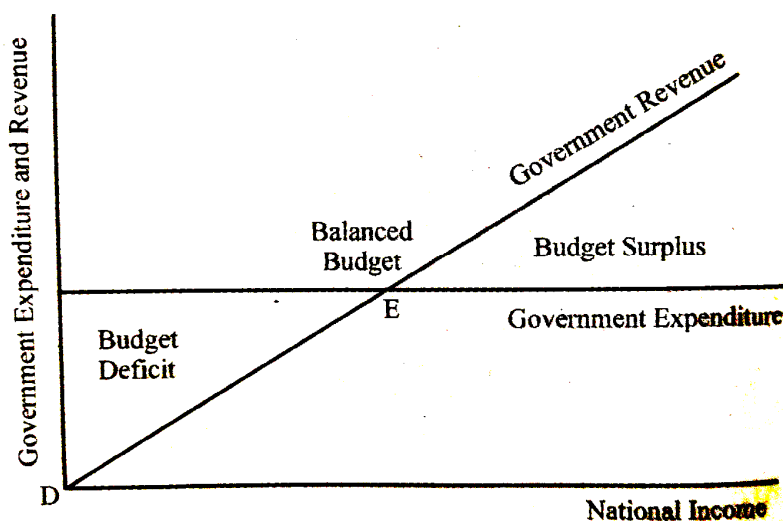 Government Expenditure and Revenue
Government Revenue
Balanced
Budget
Budget Surplus
E
Government Expenditure
Budget
Deficit
D
National Income